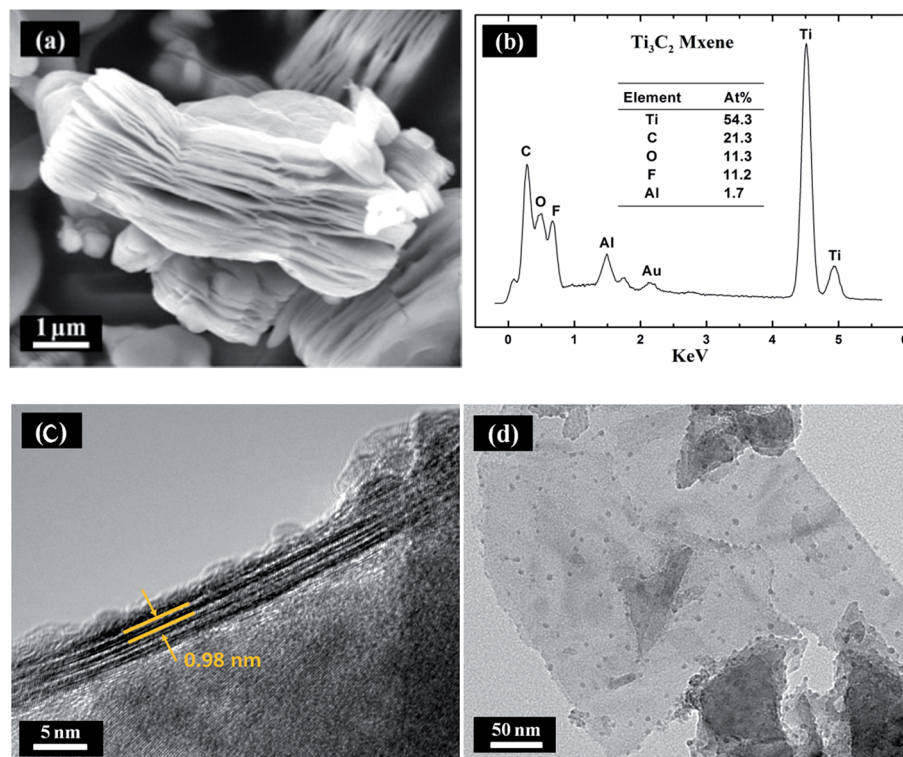 (a)
1 µm
(b)
Ti₃C₂ Mxene
Element At%
Ti 54.3
C 21.3
O 11.3
F 11.2
Al 1.7
C
O
F
Al
Au
Ti
Ti
0 1 2 3 4 5 6
KeV
(c)
0.98 nm
5 nm
(d)
50 nm